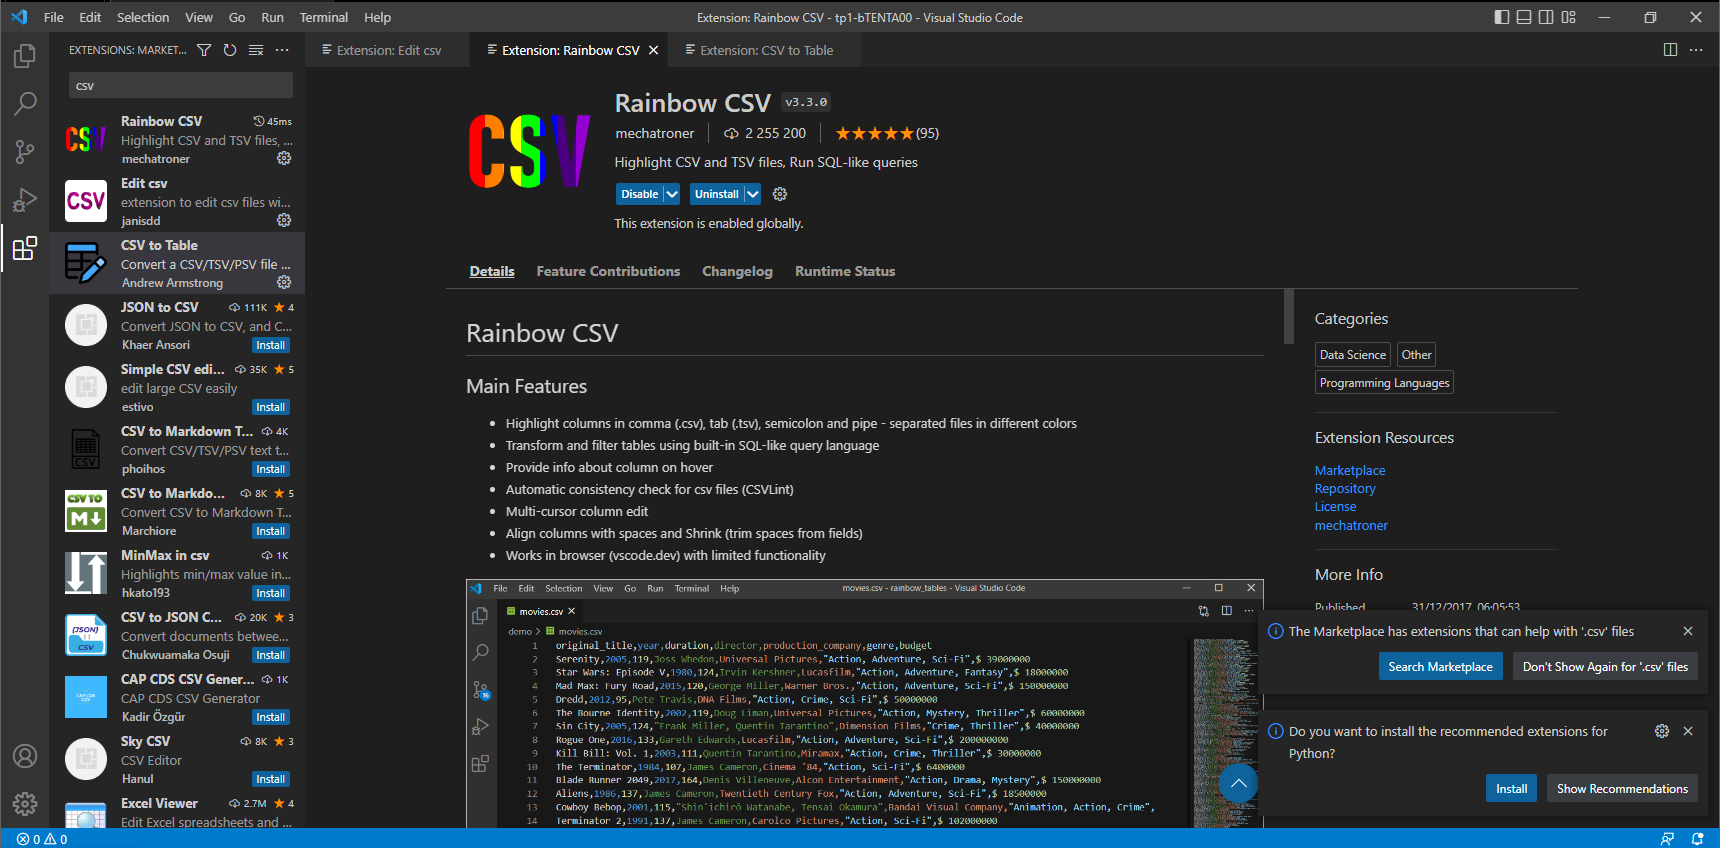 File Edit Selection View Go Run Terminal Help
Extension: Rainbow CSV - tp1-bTENTA00 - Visual Studio Code
EXTENSIONS: MARKET...
Extension: Edit csv
Extension: Rainbow CSV
Extension: CSV to Table
csv
Rainbow CSV 45ms
Highlight CSV and TSV files, ...
mechatroner
CSV
Edit csv
extension to edit csv files wi...
janisdd
CSV
CSV to Table
Convert a CSV/TSV/PSV file ...
Andrew Armstrong
JSON to CSV 111K 4
Convert JSON to CSV, and C...
Khaer Ansori Install
Simple CSV edi... 35K 5
edit large CSV easily
estivo Install
CSV to Markdown T... 4K
Convert CSV/TSV/PSV text t...
phoihos Install
CSV
CSV to Markdo... 8K 5
Convert CSV to Markdown T...
Marchiore Install
CSV TO
M
MinMax in csv 1K
Highlights min/max value in...
hkato193 Install
CSV to JSON C... 20K 3
Convert documents betwee...
Chukwuamaka Osuji Install
{JSON}
CSV
CAP CDS CSV Gener... 1K
CAP CDS CSV Generator
Kadir Özgür Install
CAP CDS
CSV
Sky CSV 8K 3
CSV Editor
Hanul Install
Excel Viewer 2.7M 4
Edit Excel spreadsheets and ...
CSV
Rainbow CSV v3.3.0
mechatroner 2 255 200 (95)
Highlight CSV and TSV files, Run SQL-like queries
Disable Uninstall
This extension is enabled globally.
Details Feature Contributions Changelog Runtime Status
Rainbow CSV
Main Features
• Highlight columns in comma (.csv), tab (.tsv), semicolon and pipe - separated files in different colors
• Transform and filter tables using built-in SQL-like query language
• Provide info about column on hover
• Automatic consistency check for csv files (CSVLint)
• Multi-cursor column edit
• Align columns with spaces and Shrink (trim spaces from fields)
• Works in browser (vscode.dev) with limited functionality
File Edit Selection View Go Run Terminal Help
movies.csv - rainbow_tables - Visual Studio Code
movies.csv
demo > movies.csv
16
1 original_title,year,duration,director,production_company,genre,budget
2 Serenity,2005,119,Joss Whedon,Universal Pictures,"Action, Adventure, Sci-Fi",$ 39000000
3 Star Wars: Episode V,1980,124,Irvin Kershner,Lucasfilm,"Action, Adventure, Fantasy",$ 18000000
4 Mad Max: Fury Road,2015,120,George Miller,Warner Bros.,"Action, Adventure, Sci-Fi",$ 150000000
5 Dredd,2012,95,Pete Travis,DNA Films,"Action, Crime, Sci-Fi",$ 50000000
6 The Bourne Identity,2002,119,Doug Liman,Universal Pictures,"Action, Mystery, Thriller",$ 60000000
7 Sin City,2005,124,"Frank Miller, Quentin Tarantino",Dimension Films,"Crime, Thriller",$ 40000000
8 Rogue One,2016,133,Gareth Edwards,Lucasfilm,"Action, Adventure, Sci-Fi",$ 200000000
9 Kill Bill: Vol. 1,2003,111,Quentin Tarantino,Miramax,"Action, Crime, Thriller",$ 30000000
10 The Terminator,1984,107,James Cameron,Cinema '84,"Action, Sci-Fi",$ 6400000
11 Blade Runner 2049,2017,164,Denis Villeneuve,Alcon Entertainment,"Action, Drama, Mystery",$ 150000000
12 Aliens,1986,137,James Cameron,Twentieth Century Fox,"Action, Adventure, Sci-Fi",$ 18500000
13 Cowboy Bebop,2001,115,"Shin'ichirô Watanabe, Tensai Okamura",Bandai Visual Company,"Animation, Action, Crime",
14 Terminator 2,1991,137,James Cameron,Carolco Pictures,"Action, Sci-Fi",$ 102000000
Categories
Data Science Other
Programming Languages
Extension Resources
Marketplace
Repository
License
mechatroner
More Info
Published 31/12/2017, 06:05:53
The Marketplace has extensions that can help with '.csv' files
Search Marketplace Don't Show Again for '.csv' files
Do you want to install the recommended extensions for
Python?
Install Show Recommendations
0 0